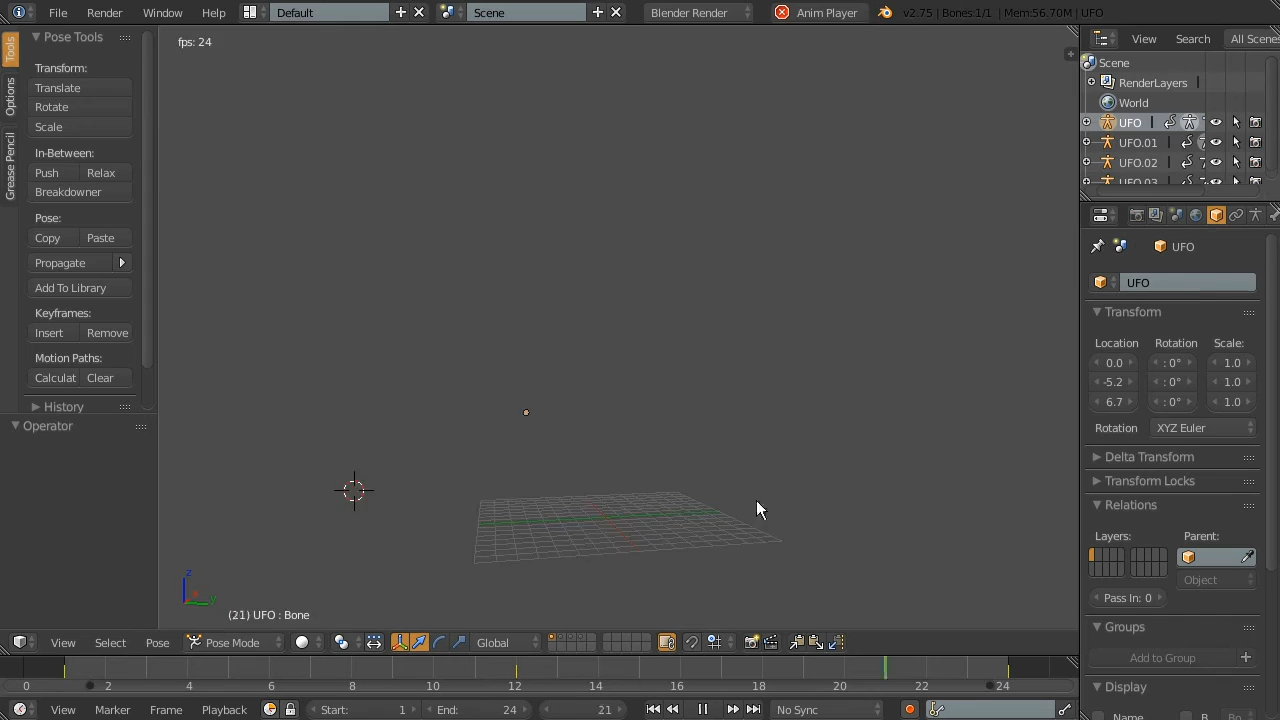 File Render Window Help Default Scene Blender Render Anim Player v2.75 | Bones:1/1 | Mem:56.70M | UFO
Tools
Options
Grease Pencil
Pose Tools
Transform:
Translate
Rotate
Scale
In-Between:
Push Relax
Breakdowner
Pose:
Copy Paste
Propagate
Add To Library
Keyframes:
Insert Remove
Motion Paths:
Calculat Clear
History
Operator
fps: 24
z
y
(21) UFO : Bone
View Search All Scenes
Scene
RenderLayers
World
UFO
UFO.01
UFO.02
UFO.03
UFO
UFO
Transform
Location Rotation Scale:
0.0 : 0° 1.0
-5.2 : 0° 1.0
6.7 : 0° 1.0
Rotation XYZ Euler
Delta Transform
Transform Locks
Relations
Layers: Parent:
Object
Pass In: 0
Groups
Add to Group
Display
View Select Pose Pose Mode Global
0 2 4 6 8 10 12 14 16 18 20 22 24
View Marker Frame Playback Start: 1 End: 24 21 No Sync